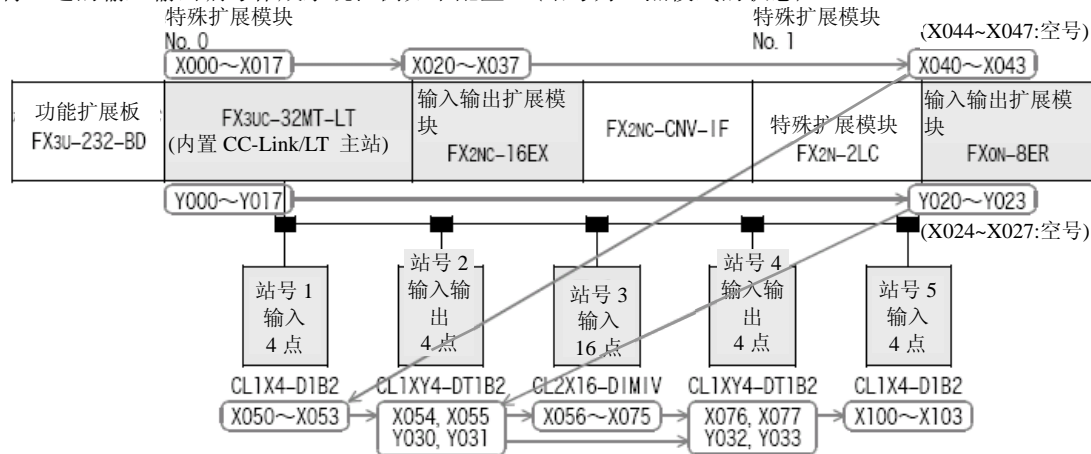 特殊扩展模块
No. 0
特殊扩展模块
No. 1
(X044~X047:空号)
X000～X017
X020～X037
X040～X043
功能扩展板
FX3U-232-BD
FX3UC-32MT-LT
(内置 CC-Link/LT 主站)
输入输出扩展模
块
FX2NC-16EX
FX2NC-CNV-IF
特殊扩展模块
FX2N-2LC
输入输出扩展模
块
FX0N-8ER
Y000～Y017
Y020～Y023
(X024~X027:空号)
站号 1
输入
4 点
站号 2
输入输
出
4 点
站号 3
输入
16 点
站号 4
输入输
出
4 点
站号 5
输入
4 点
CL1X4-D1B2
CL1XY4-DT1B2
CL2X16-DIMIV
CL1XY4-DT1B2
CL1X4-D1B2
X050～X053
X054, X055
Y030, Y031
X056～X075
X076, X077
Y032, Y033
X100～X103